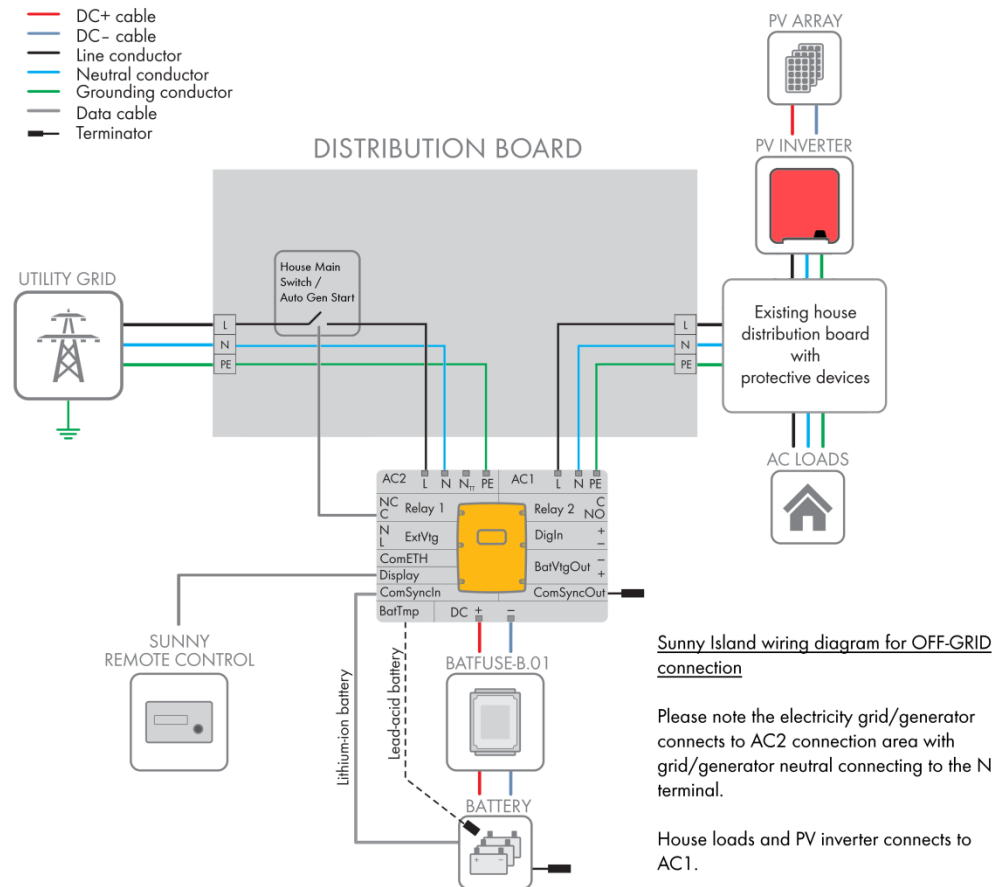 DC+ cable
DC– cable
Line conductor
Neutral conductor
Grounding conductor
Data cable
Terminator
PV ARRAY
PV INVERTER
DISTRIBUTION BOARD
House Main
Switch /
Auto Gen Start
UTILITY GRID
L
N
PE
L
N
PE
Existing house
distribution board
with
protective devices
AC LOADS
AC2 L N N_TT PE AC1 L N PE
NC
C
Relay 1
Relay 2
C
NO
N
L
ExtVtg
DigIn
+
–
ComETH
Display
BatVtgOut
–
+
ComSyncIn
ComSyncOut
BatTmp
DC + –
SUNNY
REMOTE CONTROL
Lithium-ion battery
Lead-acid battery
BATFUSE-B.01
BATTERY
+ –
Sunny Island wiring diagram for OFF-GRID
connection
Please note the electricity grid/generator
connects to AC2 connection area with
grid/generator neutral connecting to the N
terminal.
House loads and PV inverter connects to
AC1.